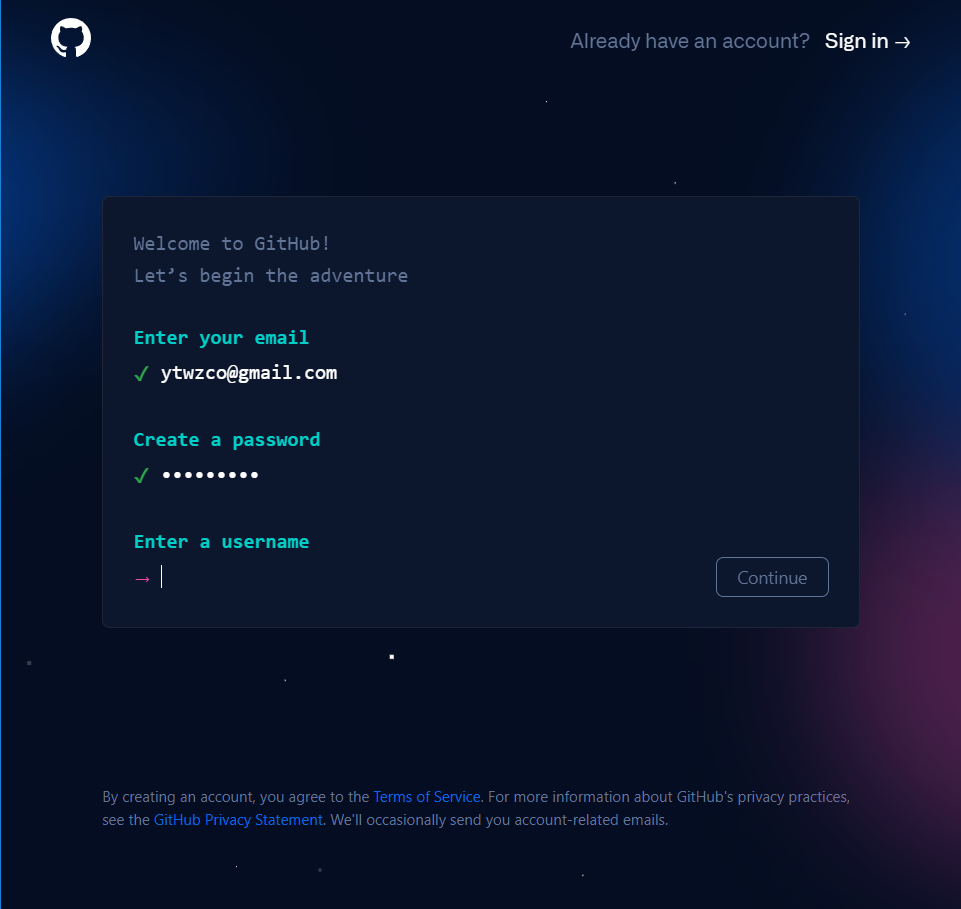 Already have an account? Sign in →
Welcome to GitHub!
Let’s begin the adventure
Enter your email
✓ ytwzco@gmail.com
Create a password
✓ •••••••••
Enter a username
→
Continue
By creating an account, you agree to the Terms of Service. For more information about GitHub's privacy practices,
see the GitHub Privacy Statement. We'll occasionally send you account-related emails.